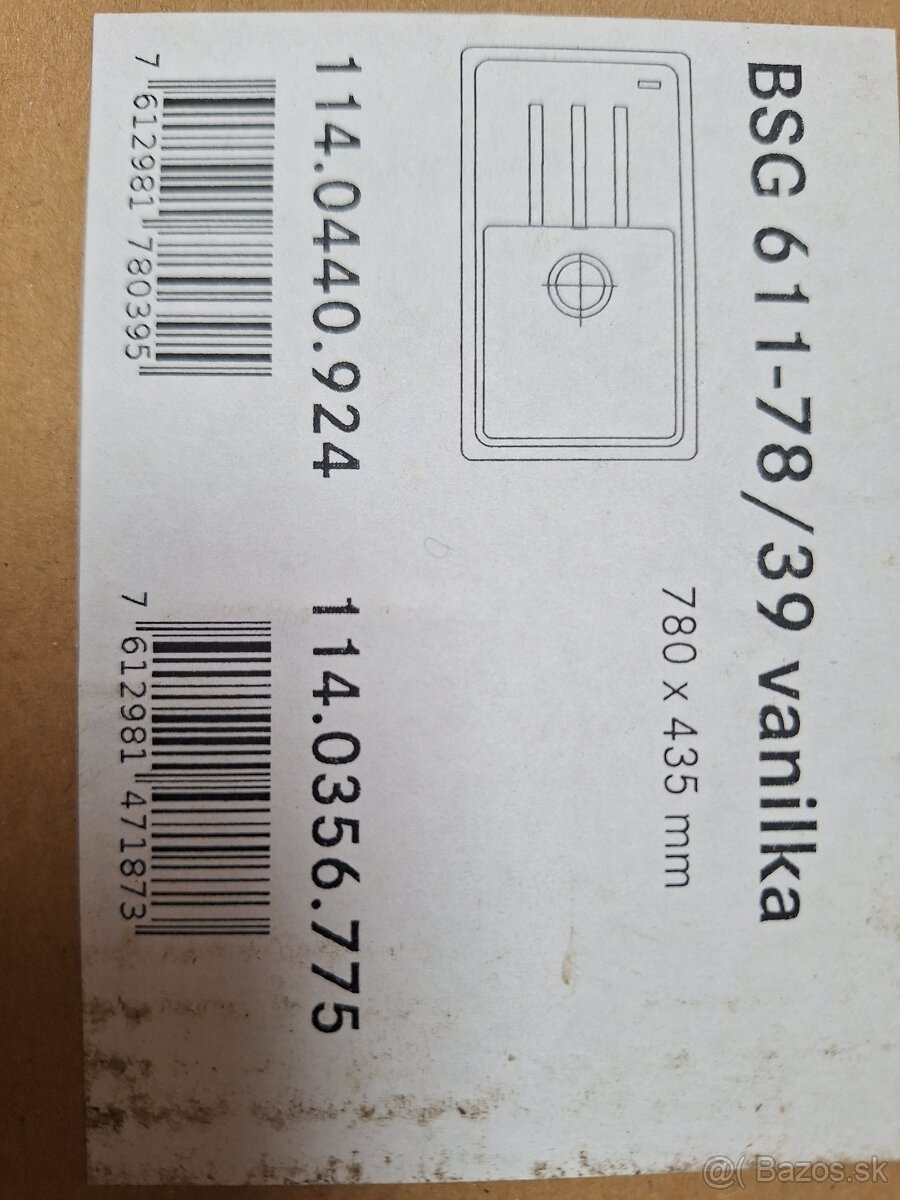 BSG 611-78/39 vanilka
780 x 435 mm
114.0440.924
7 612981 780395
114.0356.775
7 612981 471873
@( Bazos.sk